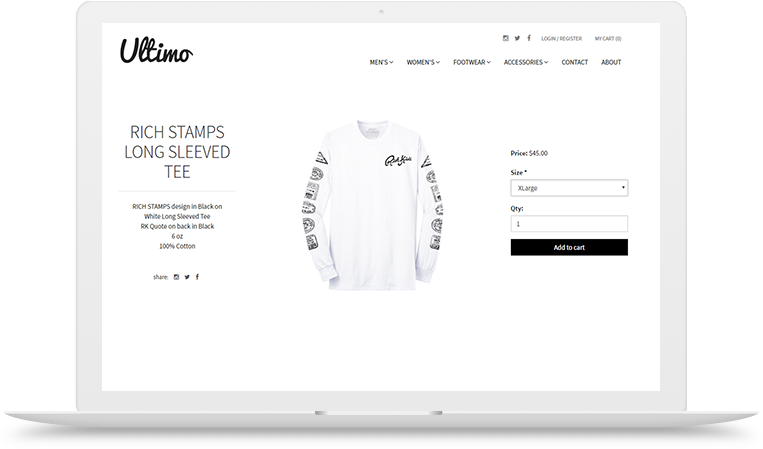 Ultimo
LOGIN / REGISTER MY CART (0)
MEN'S WOMEN'S FOOTWEAR ACCESSORIES CONTACT ABOUT
RICH STAMPS
LONG SLEEVED
TEE
RICH STAMPS design in Black on
White Long Sleeved Tee
RK Quote on back in Black
6 oz
100% Cotton
share:
Rich Kids
Price: $45.00
Size *
XLarge
Qty:
1
Add to cart